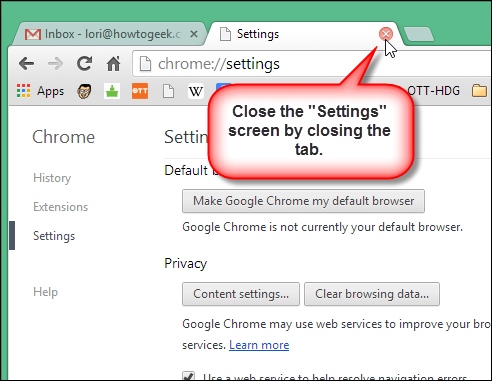 Inbox - lori@howtogeek.c
Settings
chrome://settings
Apps
OTT
W
OTT-HDG
Close the "Settings"
screen by closing the
tab.
Chrome
History
Extensions
Settings
Help
Settin
Default b
Make Google Chrome my default browser
Google Chrome is not currently your default browser.
Privacy
Content settings...
Clear browsing data...
Google Chrome may use web services to improve your brow
services. Learn more
Use a web service to help resolve navigation errors